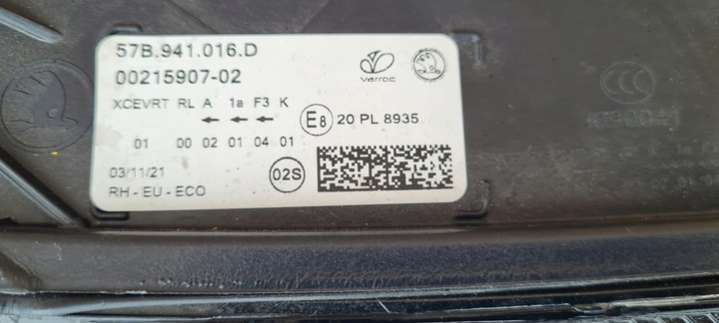 57B.941.016.D
00215907-02
varroc
XCEVRT RL A 1a F3 K
E8 20 PL 8935
01 00 02 01 04 01
03/11/21
02S
RH - EU - ECO